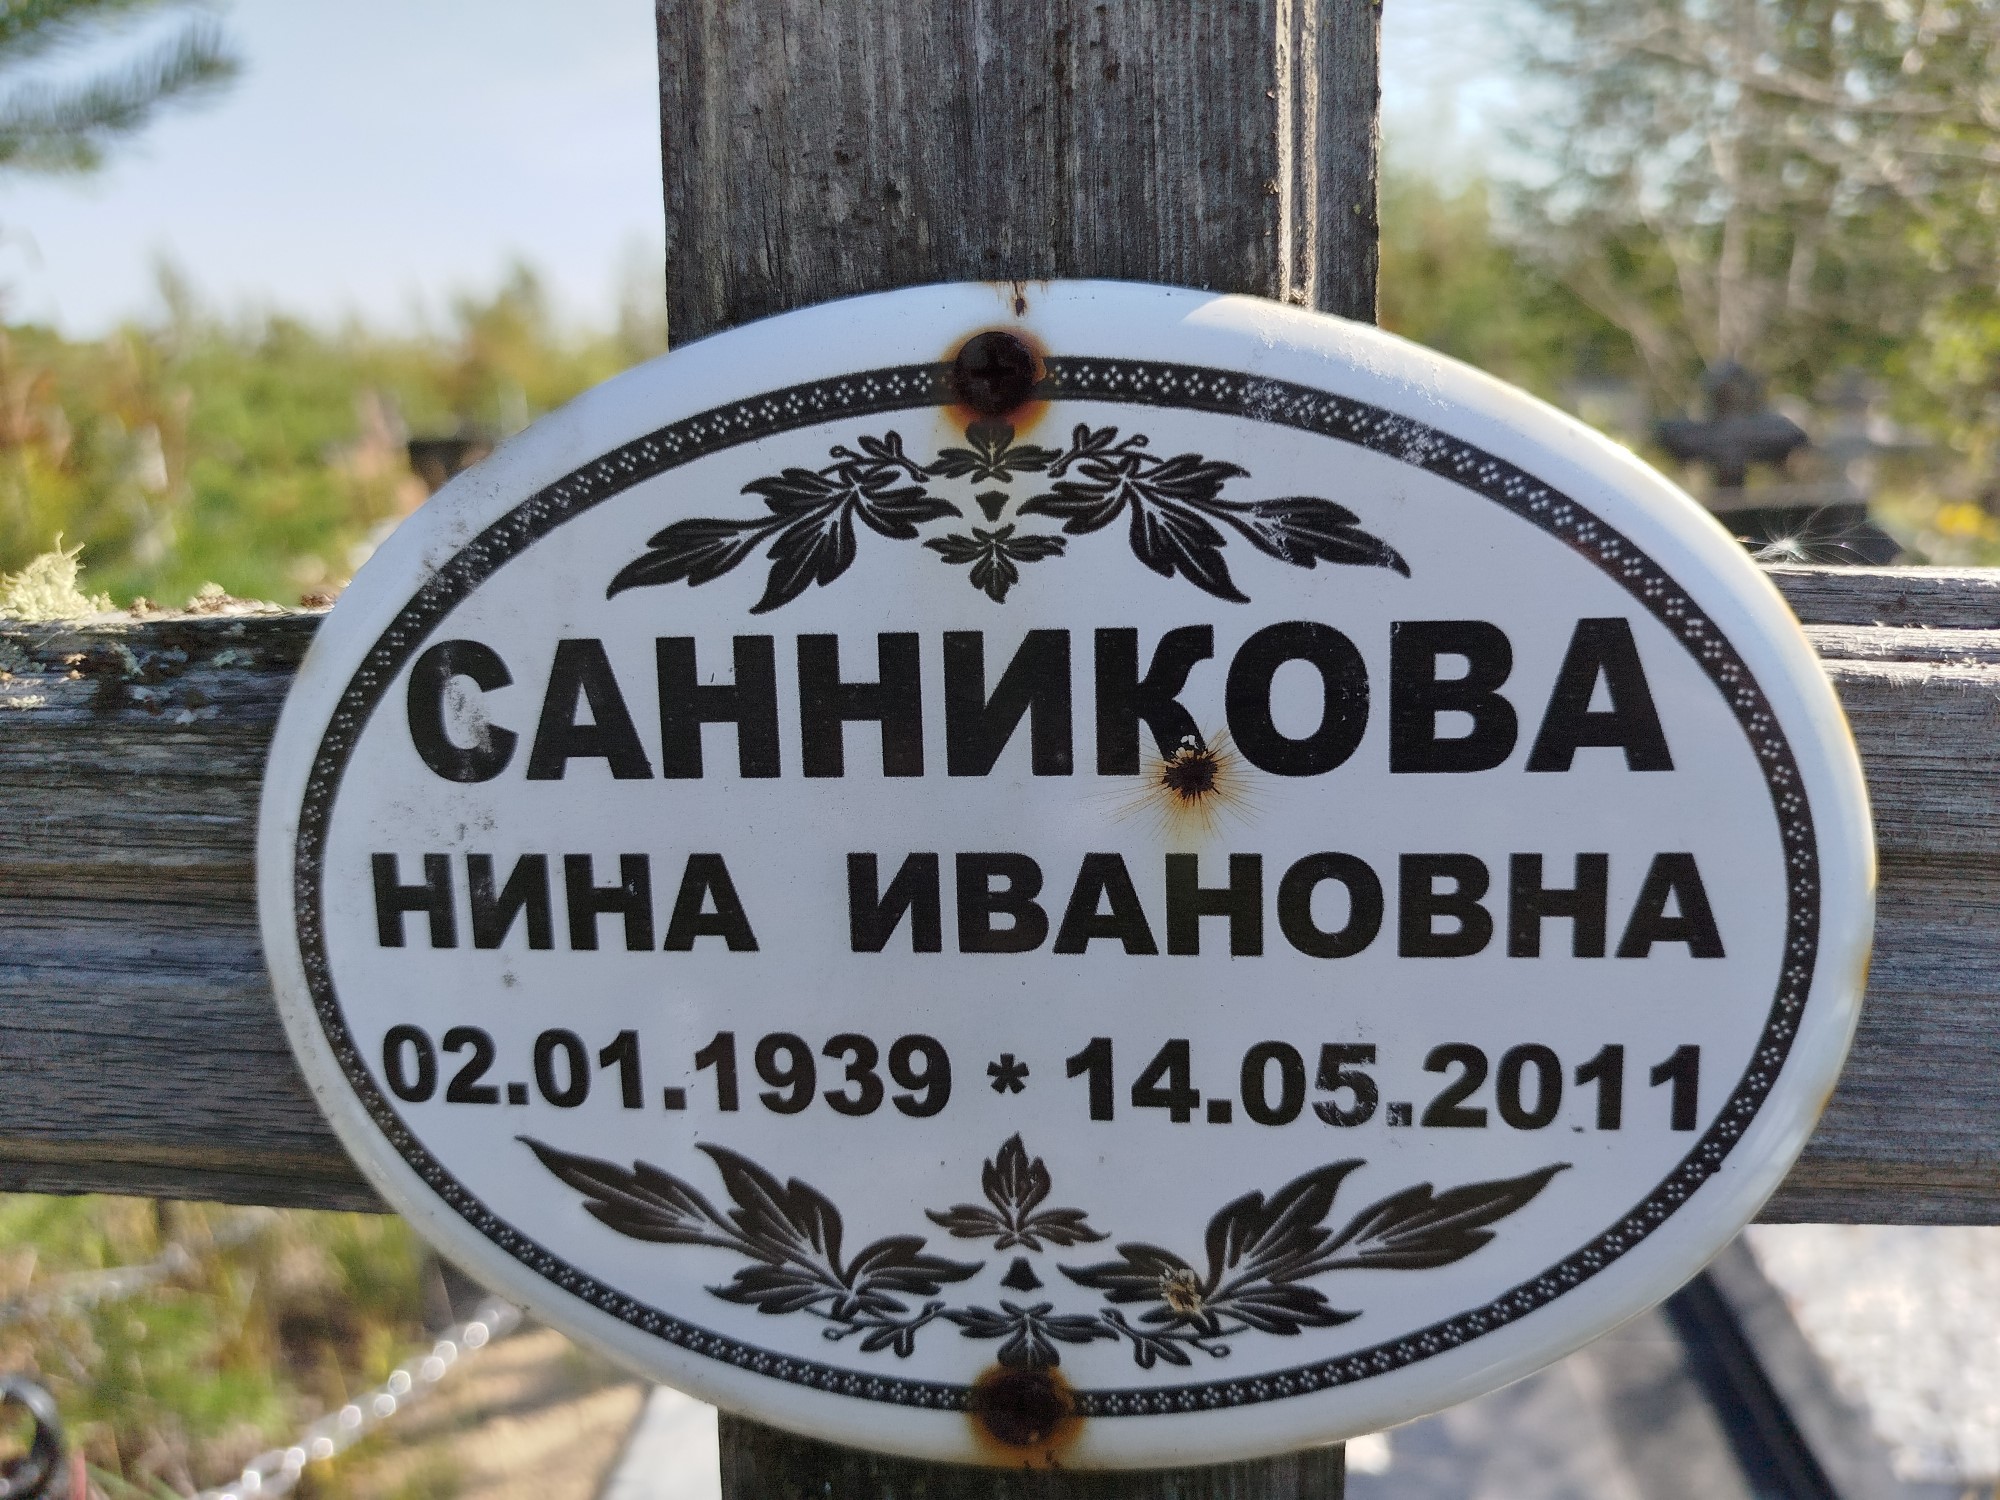 САННИКОВА
НИНА ИВАНОВНА
02.01.1939 * 14.05.2011